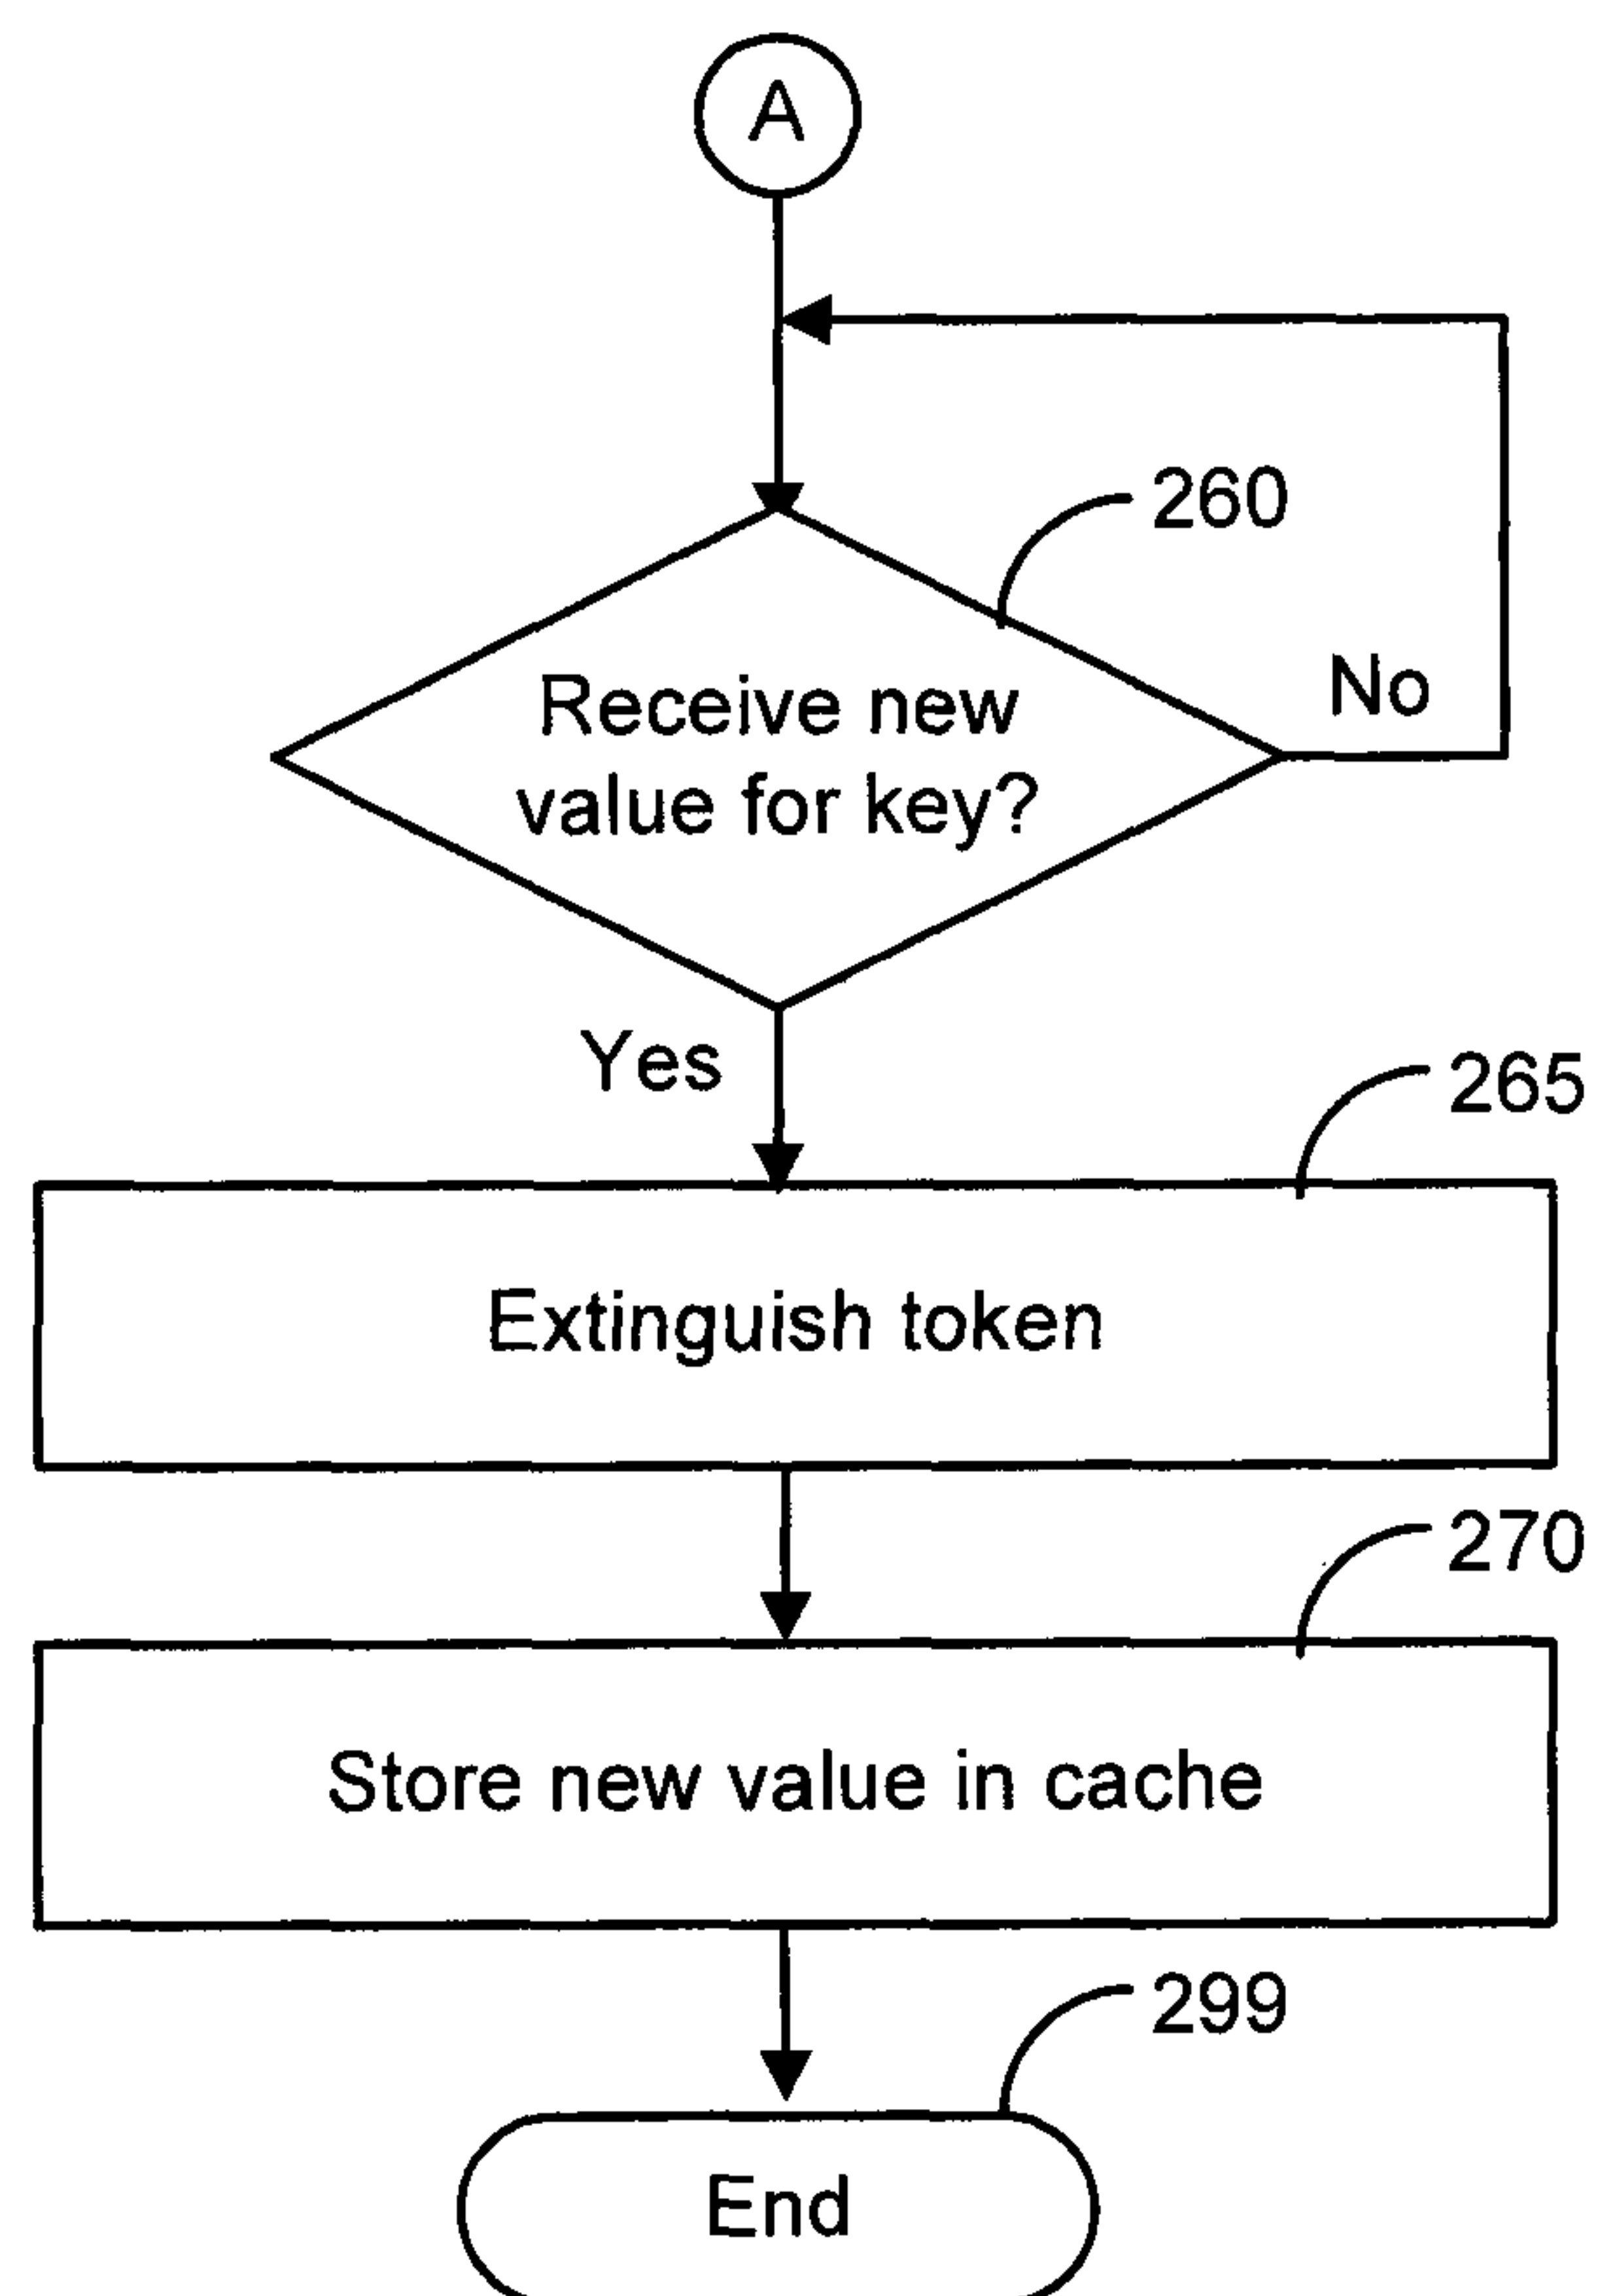 A
260
Receive new
value for key?
No
Yes
265
Extinguish token
270
Store new value in cache
299
End